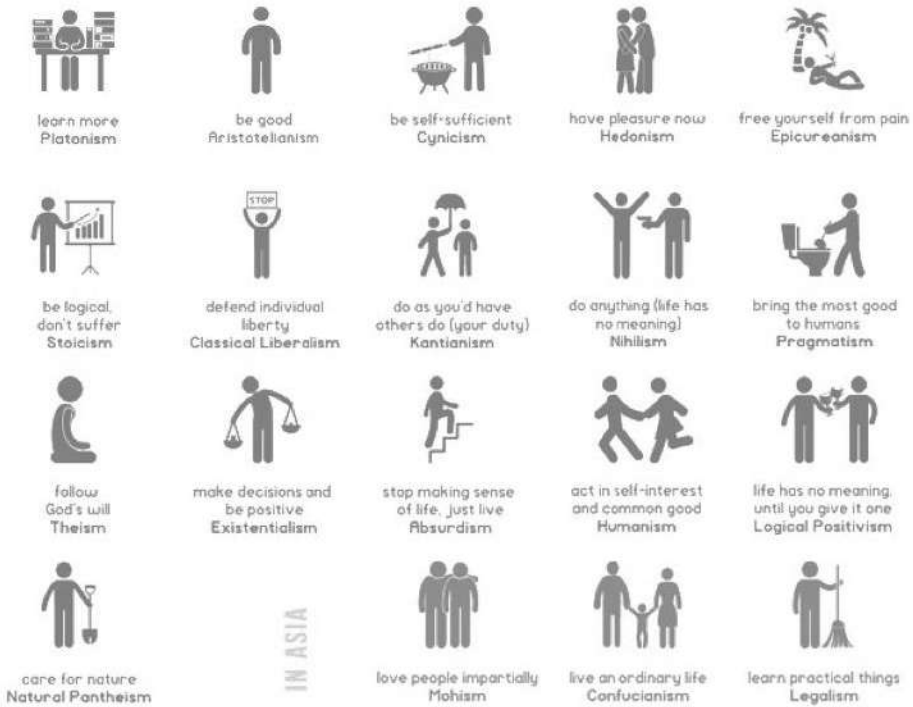 learn more
Platonism
be good
Aristotelianism
be self-sufficient
Cynicism
have pleasure now
Hedonism
free yourself from pain
Epicureanism
STOP
be logical,
don't suffer
Stoicism
defend individual
liberty
Classical Liberalism
do as you'd have
others do (your duty)
Kantianism
do anything (life has
no meaning)
Nihilism
bring the most good
to humans
Pragmatism
follow
God's will
Theism
make decisions and
be positive
Existentialism
stop making sense
of life, just live
Absurdism
act in self-interest
and common good
Humanism
life has no meaning,
until you give it one
Logical Positivism
care for nature
Natural Pantheism
IN ASIA
love people impartially
Mohism
live an ordinary life
Confucianism
learn practical things
Legalism